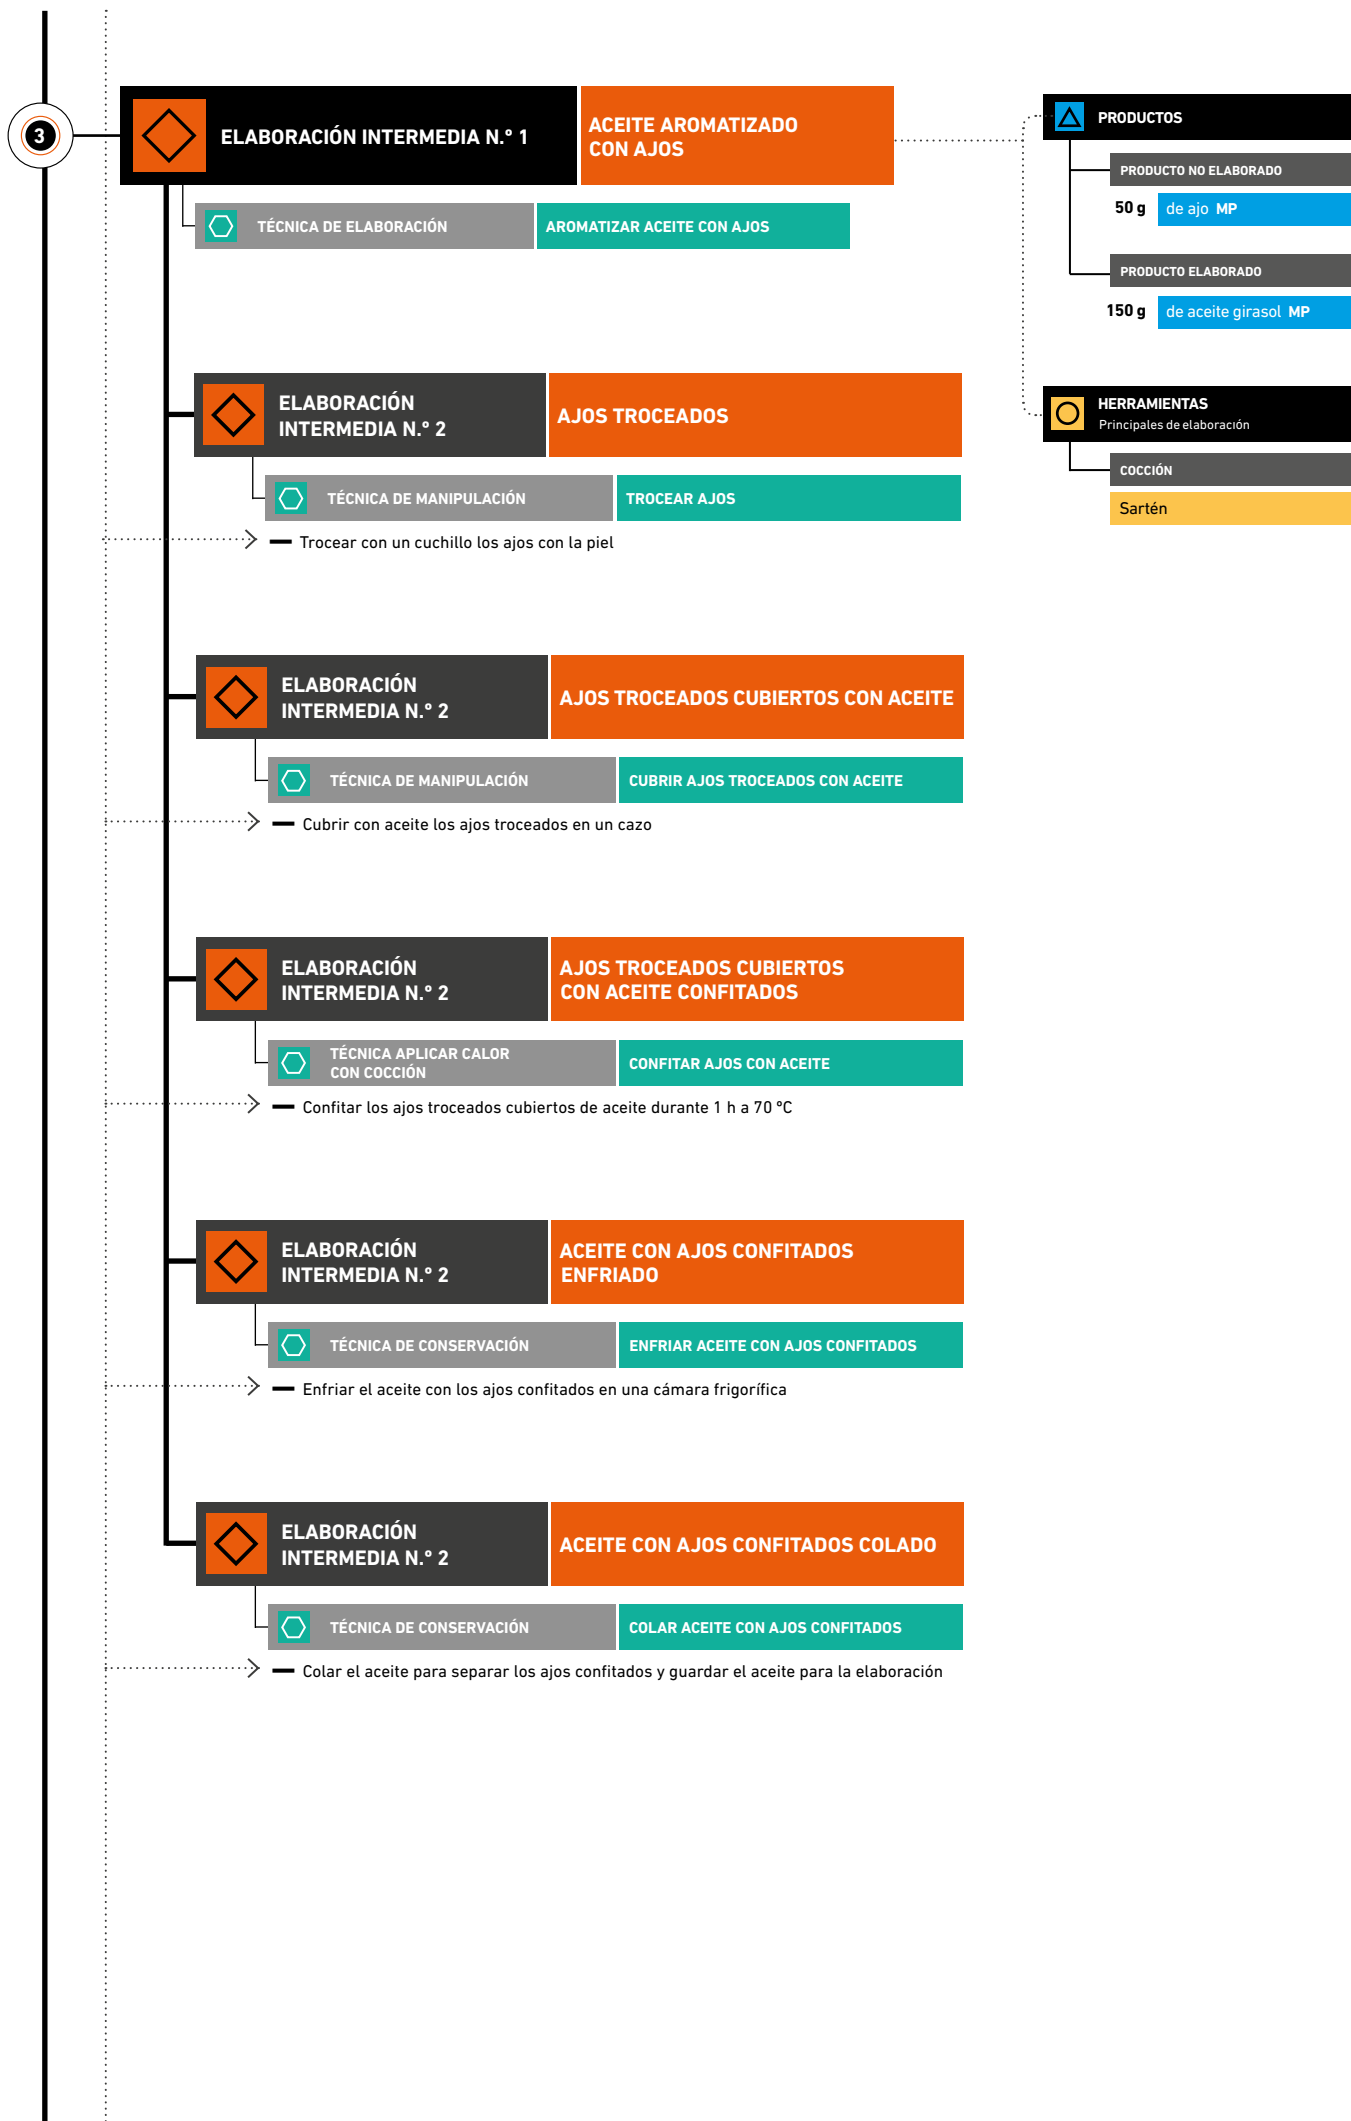 3
ELABORACIÓN INTERMEDIA N.º 1
ACEITE AROMATIZADO
CON AJOS
TÉCNICA DE ELABORACIÓN
AROMATIZAR ACEITE CON AJOS
PRODUCTOS
PRODUCTO NO ELABORADO
50 g de ajo MP
PRODUCTO ELABORADO
150 g de aceite girasol MP
HERRAMIENTAS
Principales de elaboración
COCCIÓN
Sartén
ELABORACIÓN
INTERMEDIA N.º 2
AJOS TROCEADOS
TÉCNICA DE MANIPULACIÓN
TROCEAR AJOS
— Trocear con un cuchillo los ajos con la piel
ELABORACIÓN
INTERMEDIA N.º 2
AJOS TROCEADOS CUBIERTOS CON ACEITE
TÉCNICA DE MANIPULACIÓN
CUBRIR AJOS TROCEADOS CON ACEITE
— Cubrir con aceite los ajos troceados en un cazo
ELABORACIÓN
INTERMEDIA N.º 2
AJOS TROCEADOS CUBIERTOS
CON ACEITE CONFITADOS
TÉCNICA APLICAR CALOR
CON COCCIÓN
CONFITAR AJOS CON ACEITE
— Confitar los ajos troceados cubiertos de aceite durante 1 h a 70 ºC
ELABORACIÓN
INTERMEDIA N.º 2
ACEITE CON AJOS CONFITADOS
ENFRIADO
TÉCNICA DE CONSERVACIÓN
ENFRIAR ACEITE CON AJOS CONFITADOS
— Enfriar el aceite con los ajos confitados en una cámara frigorífica
ELABORACIÓN
INTERMEDIA N.º 2
ACEITE CON AJOS CONFITADOS COLADO
TÉCNICA DE CONSERVACIÓN
COLAR ACEITE CON AJOS CONFITADOS
— Colar el aceite para separar los ajos confitados y guardar el aceite para la elaboración